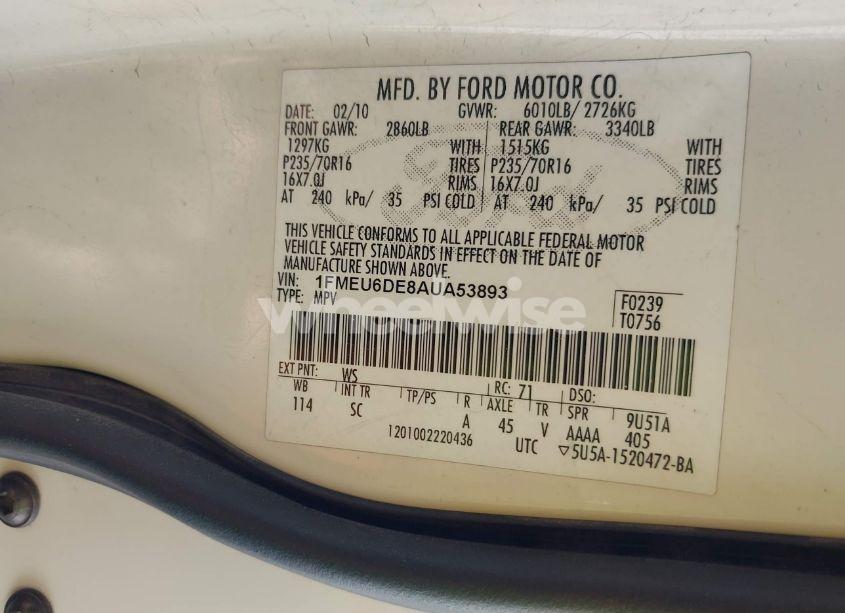 MFD. BY FORD MOTOR CO.
DATE: 02/10 GVWR: 6010LB/ 2726KG
FRONT GAWR: 2860LB REAR GAWR: 3340LB
1297KG WITH 1515KG WITH
P235/70R16 TIRES P235/70R16 TIRES
16X7.0J RIMS 16X7.0J RIMS
AT 240 kPa/ 35 PSI COLD AT 240 kPa/ 35 PSI COLD
Ford
THIS VEHICLE CONFORMS TO ALL APPLICABLE FEDERAL MOTOR
VEHICLE SAFETY STANDARDS IN EFFECT ON THE DATE OF
MANUFACTURE SHOWN ABOVE.
VIN: 1FMEU6DE8AUA53893
TYPE: MPV
F0239
T0756
wheelwise
EXT PNT: WS RC: 71 DSO:
WB INT TR TP/PS R AXLE TR SPR 9U51A
114 SC A 45 V AAAA 405
1201002220436 UTC ▽5U5A-1520472-BA